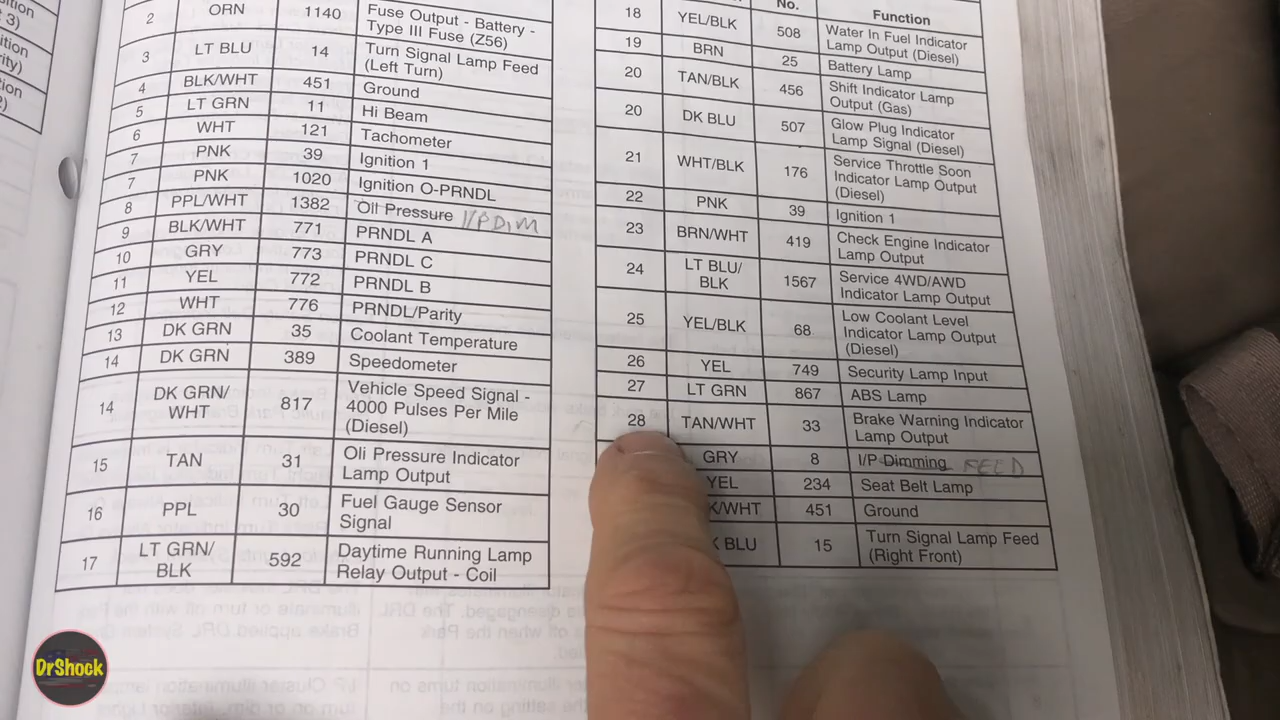 3)
ition
rity)
ition
2)
2 ORN 1140 Fuse Output - Battery -
Type III Fuse (Z56)
3 LT BLU 14 Turn Signal Lamp Feed
(Left Turn)
4 BLK/WHT 451 Ground
5 LT GRN 11 Hi Beam
6 WHT 121 Tachometer
7 PNK 39 Ignition 1
7 PNK 1020 Ignition O-PRNDL
8 PPL/WHT 1382 Oil Pressure I/P DIM
9 BLK/WHT 771 PRNDL A
10 GRY 773 PRNDL C
11 YEL 772 PRNDL B
12 WHT 776 PRNDL/Parity
13 DK GRN 35 Coolant Temperature
14 DK GRN 389 Speedometer
14 DK GRN/
WHT 817 Vehicle Speed Signal -
4000 Pulses Per Mile
(Diesel)
15 TAN 31 Oli Pressure Indicator
Lamp Output
16 PPL 30 Fuel Gauge Sensor
Signal
17 LT GRN/
BLK 592 Daytime Running Lamp
Relay Output - Coil
No. Function
18 YEL/BLK 508 Water In Fuel Indicator
Lamp Output (Diesel)
19 BRN 25 Battery Lamp
20 TAN/BLK 456 Shift Indicator Lamp
Output (Gas)
20 DK BLU 507 Glow Plug Indicator
Lamp Signal (Diesel)
21 WHT/BLK 176 Service Throttle Soon
Indicator Lamp Output
(Diesel)
22 PNK 39 Ignition 1
23 BRN/WHT 419 Check Engine Indicator
Lamp Output
24 LT BLU/
BLK 1567 Service 4WD/AWD
Indicator Lamp Output
25 YEL/BLK 68 Low Coolant Level
Indicator Lamp Output
(Diesel)
26 YEL 749 Security Lamp Input
27 LT GRN 867 ABS Lamp
28 TAN/WHT 33 Brake Warning Indicator
Lamp Output
GRY 8 I/P Dimming FEED
YEL 234 Seat Belt Lamp
K/WHT 451 Ground
K BLU 15 Turn Signal Lamp Feed
(Right Front)
DrShock